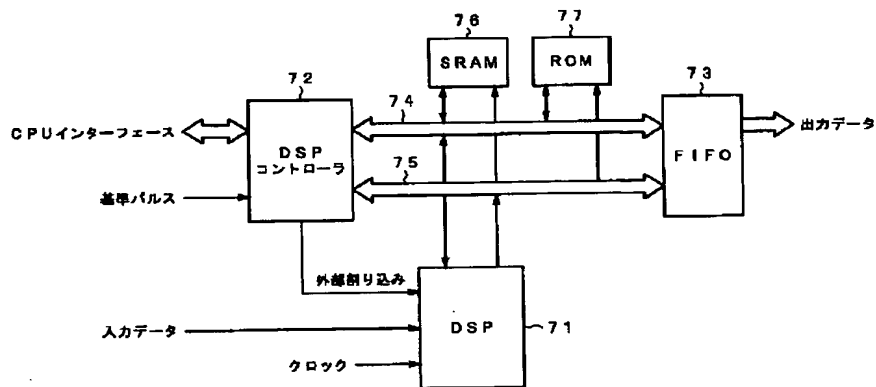 76
77
SRAM
ROM
72
74
73
CPUインターフェース
DSP
コントローラ
出力データ
FIFO
75
基準パルス
外部割り込み
入力データ
DSP
71
クロック